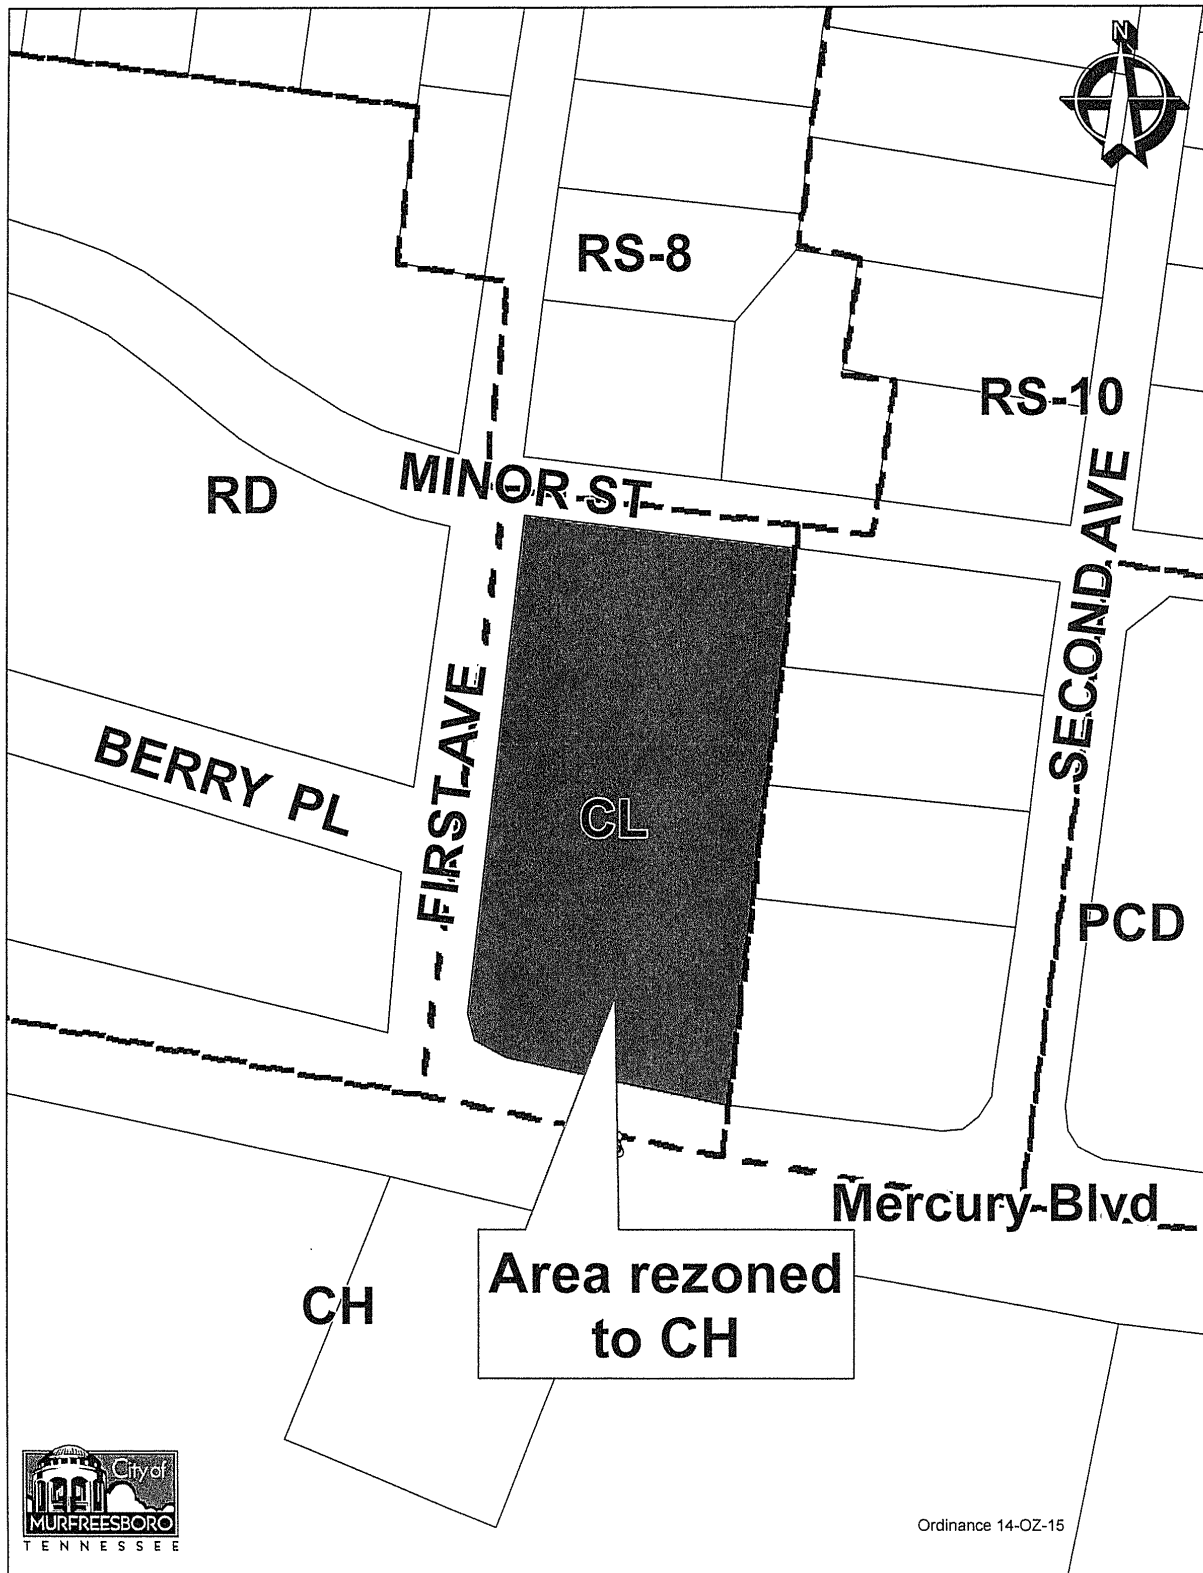 N
RS-8
RS-10
RD
MINOR ST
SECOND AVE
FIRST AVE
BERRY PL
CL
PCD
Mercury Blvd
Area rezoned
to CH
CH
City of
MURFREESBORO
TENNESSEE
Ordinance 14-OZ-15